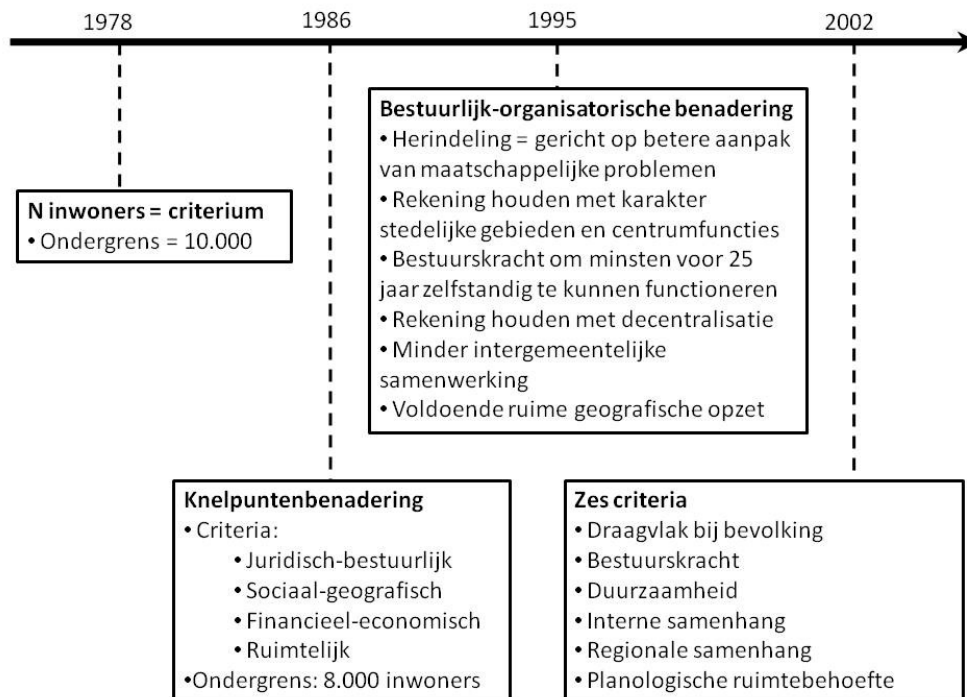 1978
1986
1995
2002
N inwoners = criterium
• Ondergrens = 10.000
Knelpuntenbenadering
• Criteria:
• Juridisch-bestuurlijk
• Sociaal-geografisch
• Financieel-economisch
• Ruimtelijk
•Ondergrens: 8.000 inwoners
Bestuurlijk-organisatorische benadering
• Herindeling = gericht op betere aanpak
van maatschappelijke problemen
• Rekening houden met karakter
stedelijke gebieden en centrumfuncties
• Bestuurskracht om minsten voor 25
jaar zelfstandig te kunnen functioneren
• Rekening houden met decentralisatie
• Minder intergemeentelijke
samenwerking
• Voldoende ruime geografische opzet
Zes criteria
• Draagvlak bij bevolking
• Bestuurskracht
• Duurzaamheid
• Interne samenhang
• Regionale samenhang
• Planologische ruimtebehoefte